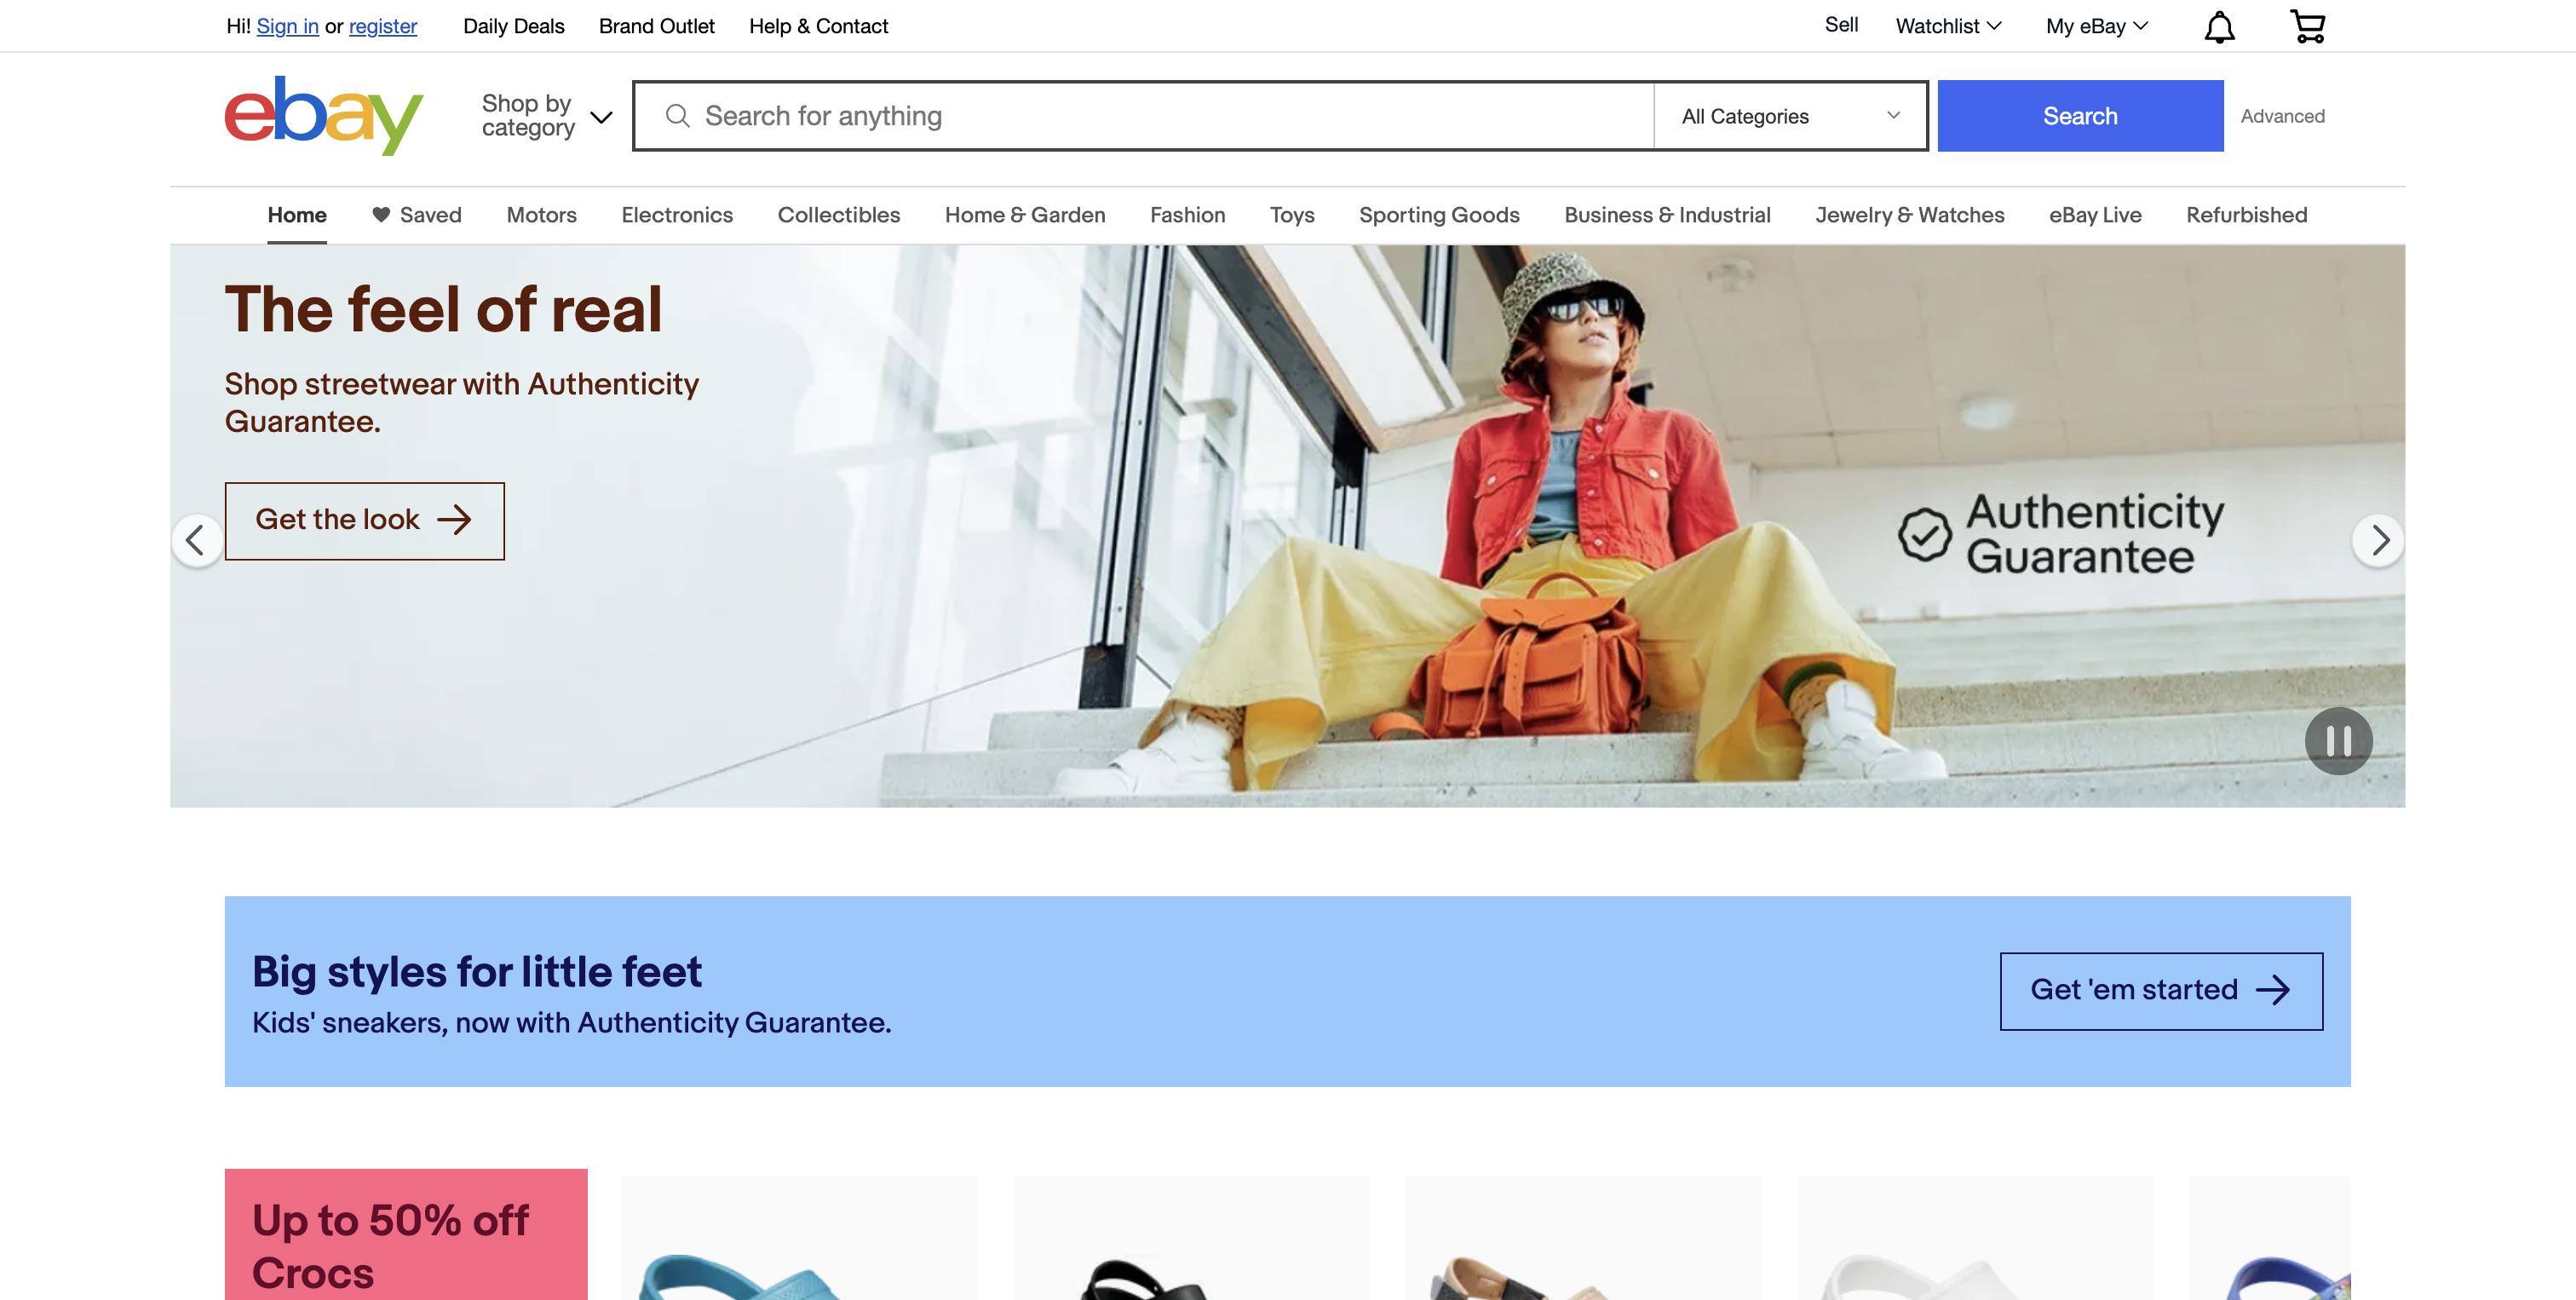 Hi! Sign in or register Daily Deals Brand Outlet Help & Contact Sell Watchlist My eBay
ebay
Shop by
category
Search for anything
All Categories
Search
Advanced
Home Saved Motors Electronics Collectibles Home & Garden Fashion Toys Sporting Goods Business & Industrial Jewelry & Watches eBay Live Refurbished
The feel of real
Shop streetwear with Authenticity
Guarantee.
Get the look
Authenticity
Guarantee
Big styles for little feet
Kids' sneakers, now with Authenticity Guarantee.
Get 'em started
Up to 50% off
Crocs